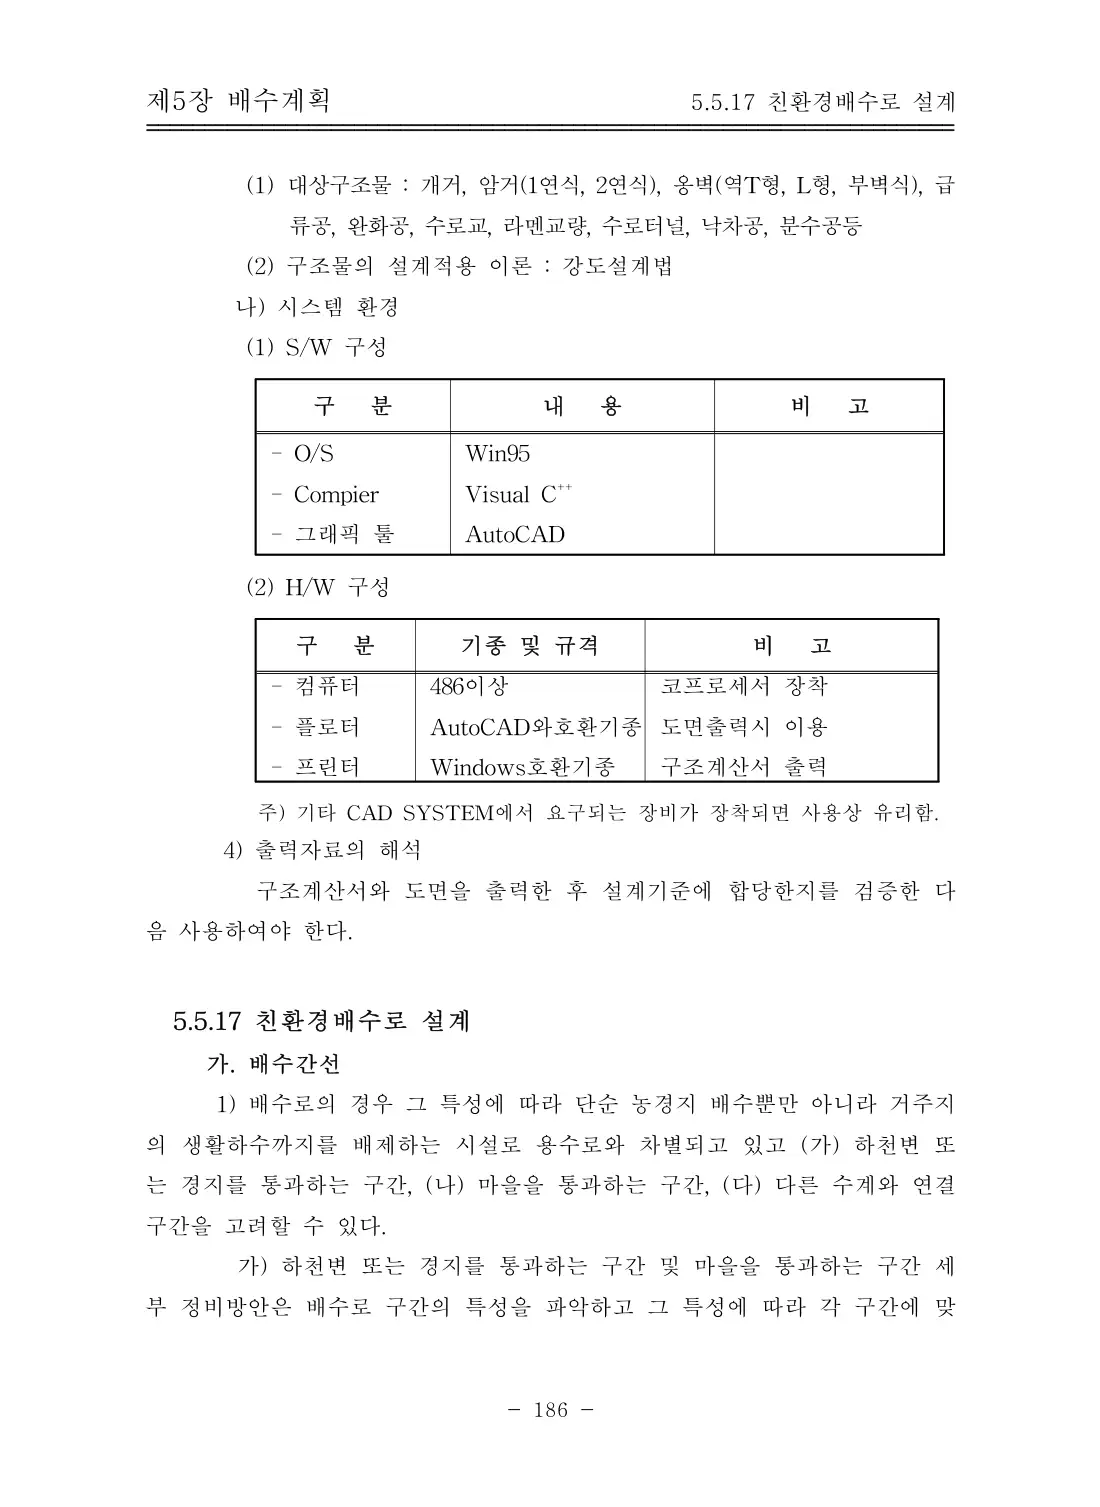 제5장 배수계획 5.5.17 친환경배수로 설계
(1) 대상구조물 : 개거, 암거(1연식, 2연식), 옹벽(역T형, L형, 부벽식), 급
류공, 완화공, 수로교, 라멘교량, 수로터널, 낙차공, 분수공등
(2) 구조물의 설계적용 이론 : 강도설계법
나) 시스템 환경
(1) S/W 구성
구 분 내 용 비 고
- O/S Win95
- Compier Visual C++
- 그래픽 툴 AutoCAD
(2) H/W 구성
구 분 기종 및 규격 비 고
- 컴퓨터 486이상 코프로세서 장착
- 플로터 AutoCAD와호환기종 도면출력시 이용
- 프린터 Windows호환기종 구조계산서 출력
주) 기타 CAD SYSTEM에서 요구되는 장비가 장착되면 사용상 유리함.
4) 출력자료의 해석
구조계산서와 도면을 출력한 후 설계기준에 합당한지를 검증한 다
음 사용하여야 한다.
5.5.17 친환경배수로 설계
가. 배수간선
1) 배수로의 경우 그 특성에 따라 단순 농경지 배수뿐만 아니라 거주지
의 생활하수까지를 배제하는 시설로 용수로와 차별되고 있고 (가) 하천변 또
는 경지를 통과하는 구간, (나) 마을을 통과하는 구간, (다) 다른 수계와 연결
구간을 고려할 수 있다.
가) 하천변 또는 경지를 통과하는 구간 및 마을을 통과하는 구간 세
부 정비방안은 배수로 구간의 특성을 파악하고 그 특성에 따라 각 구간에 맞
- 186 -